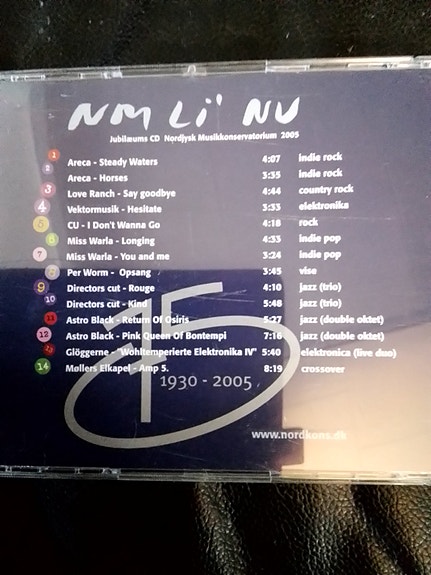 NM Li' NU
Jubilæums CD Nordjysk Musikkonservatorium 2005
1 Areca - Steady Waters 4:07 indie rock
2 Areca - Horses 3:35 indie rock
3 Love Ranch - Say goodbye 4:44 country rock
4 Vektormusik - Hesitate 3:33 elektronika
5 CU - I Don't Wanna Go 4:18 rock
6 Miss Warla - Longing 4:33 indie pop
7 Miss Warla - You and me 3:24 indie pop
8 Per Worm - Opsang 3:45 vise
9 Directors cut - Rouge 4:10 jazz (trio)
10 Directors cut - Kind 5:48 jazz (trio)
11 Astro Black - Return Of Osiris 5:27 jazz (double oktet)
12 Astro Black - Pink Queen Of Bontempi 7:16 jazz (double oktet)
13 Glöggerne - "Wohltemperierte Elektronika IV" 5:40 elektronica (live duo)
14 Møllers Elkapel - Amp 5. 8:19 crossover
75
1930 - 2005
www.nordkons.dk